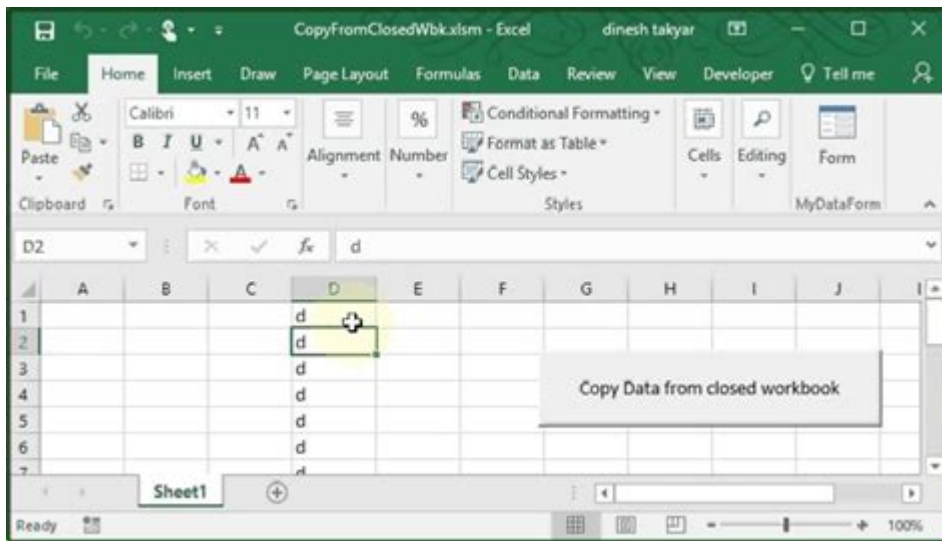 CopyFromClosedWbk.xlsm - Excel dinesh takyar
File Home Insert Draw Page Layout Formulas Data Review View Developer Tell me
Calibri 11
Paste B I U A A Alignment Number Conditional Formatting Format as Table Cell Styles Cells Editing Form
Clipboard Font Styles MyDataForm
D2 fx d
A B C D E F G H I J
1 d
2 d
3 d
4 d
5 d
6 d
7 d
Copy Data from closed workbook
Sheet1
Ready 100%